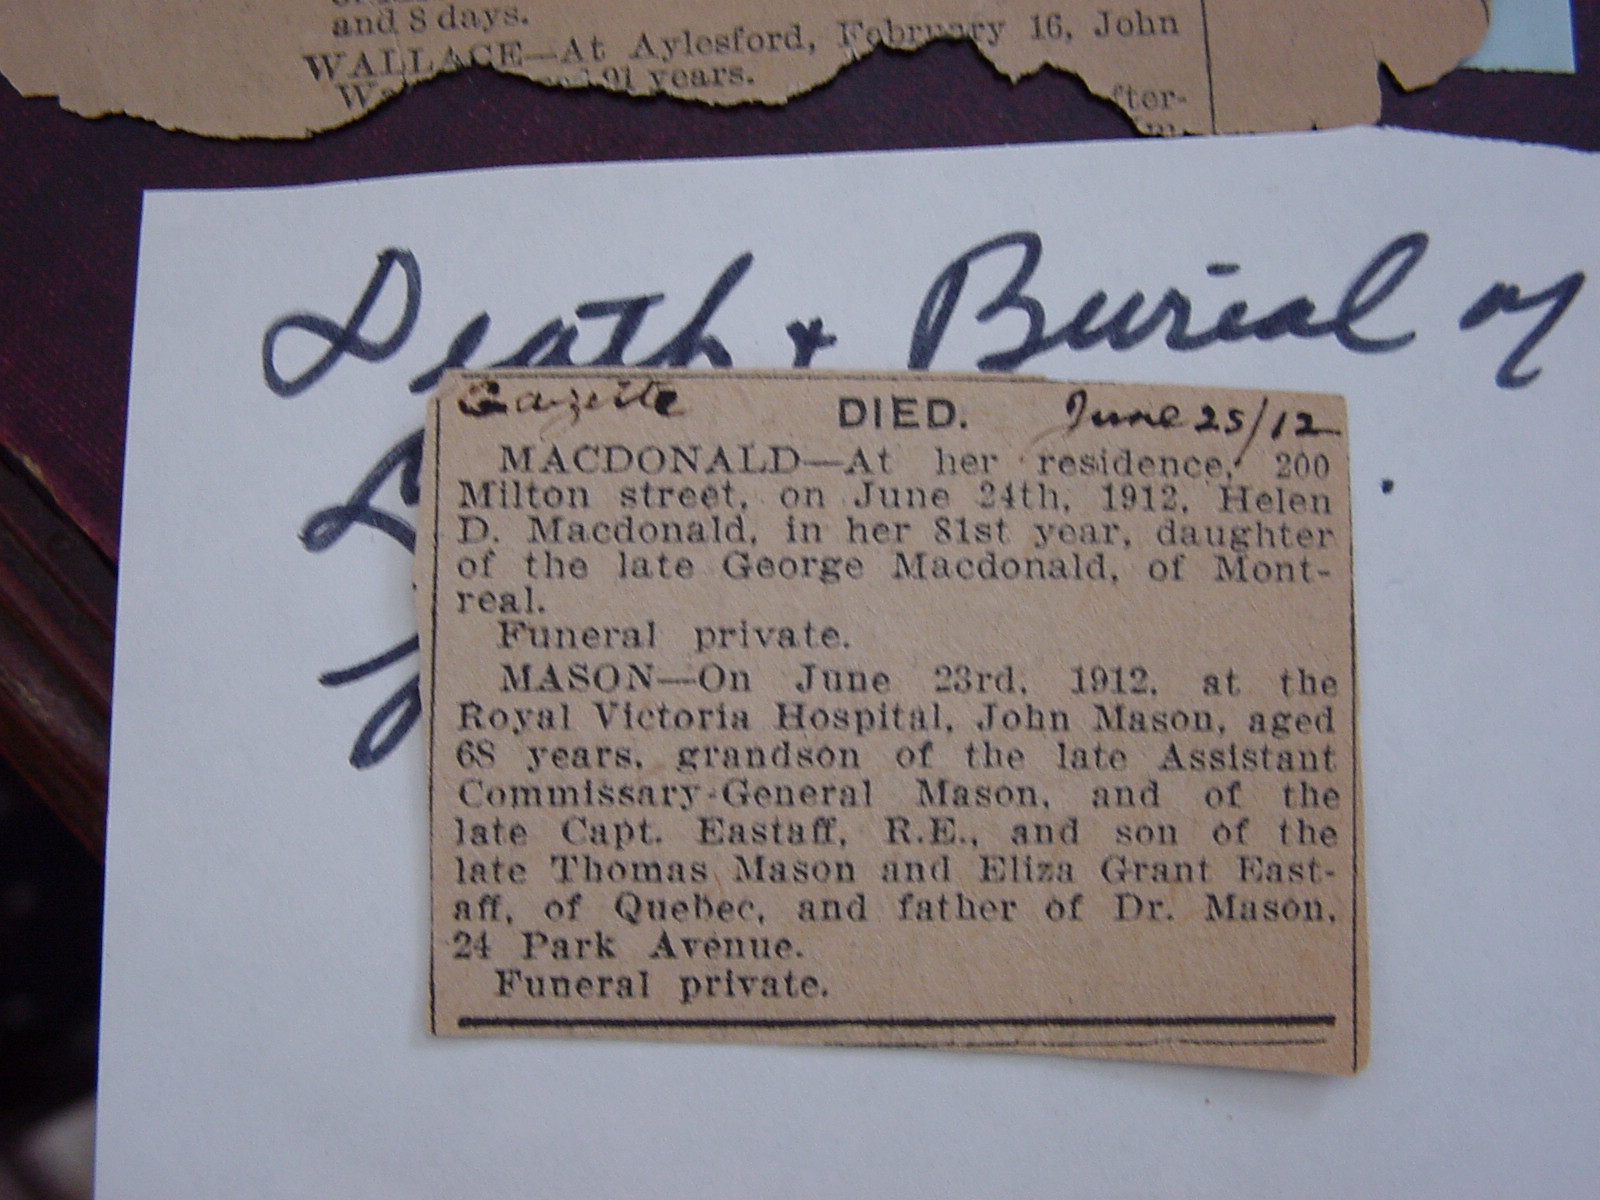 and 8 days.
WALLACE—At Aylesford, February 16, John
91 years.
Death & Burial of
Gazette DIED. June 25/12
MACDONALD—At her residence, 200
Milton street, on June 24th, 1912, Helen
D. Macdonald, in her 81st year, daughter
of the late George Macdonald, of Mont-
real.
Funeral private.
MASON—On June 23rd, 1912, at the
Royal Victoria Hospital, John Mason, aged
68 years, grandson of the late Assistant
Commissary-General Mason, and of the
late Capt. Eastaff, R.E., and son of the
late Thomas Mason and Eliza Grant East-
aff, of Quebec, and father of Dr. Mason,
24 Park Avenue.
Funeral private.